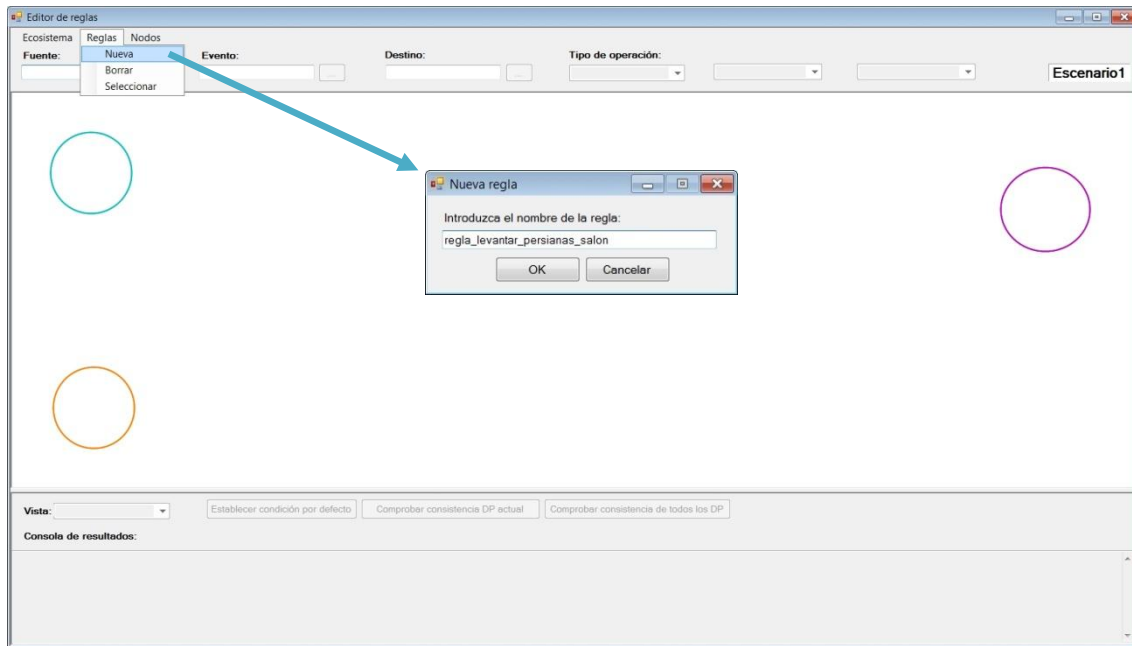 Editor de reglas
Ecosistema Reglas Nodos
Nueva
Borrar
Seleccionar
Fuente: Evento: Destino: Tipo de operación:
... ...
Escenario1
Nueva regla
Introduzca el nombre de la regla:
regla_levantar_persianas_salon
OK Cancelar
Vista: Establecer condición por defecto Comprobar consistencia DP actual Comprobar consistencia de todos los DP
Consola de resultados: